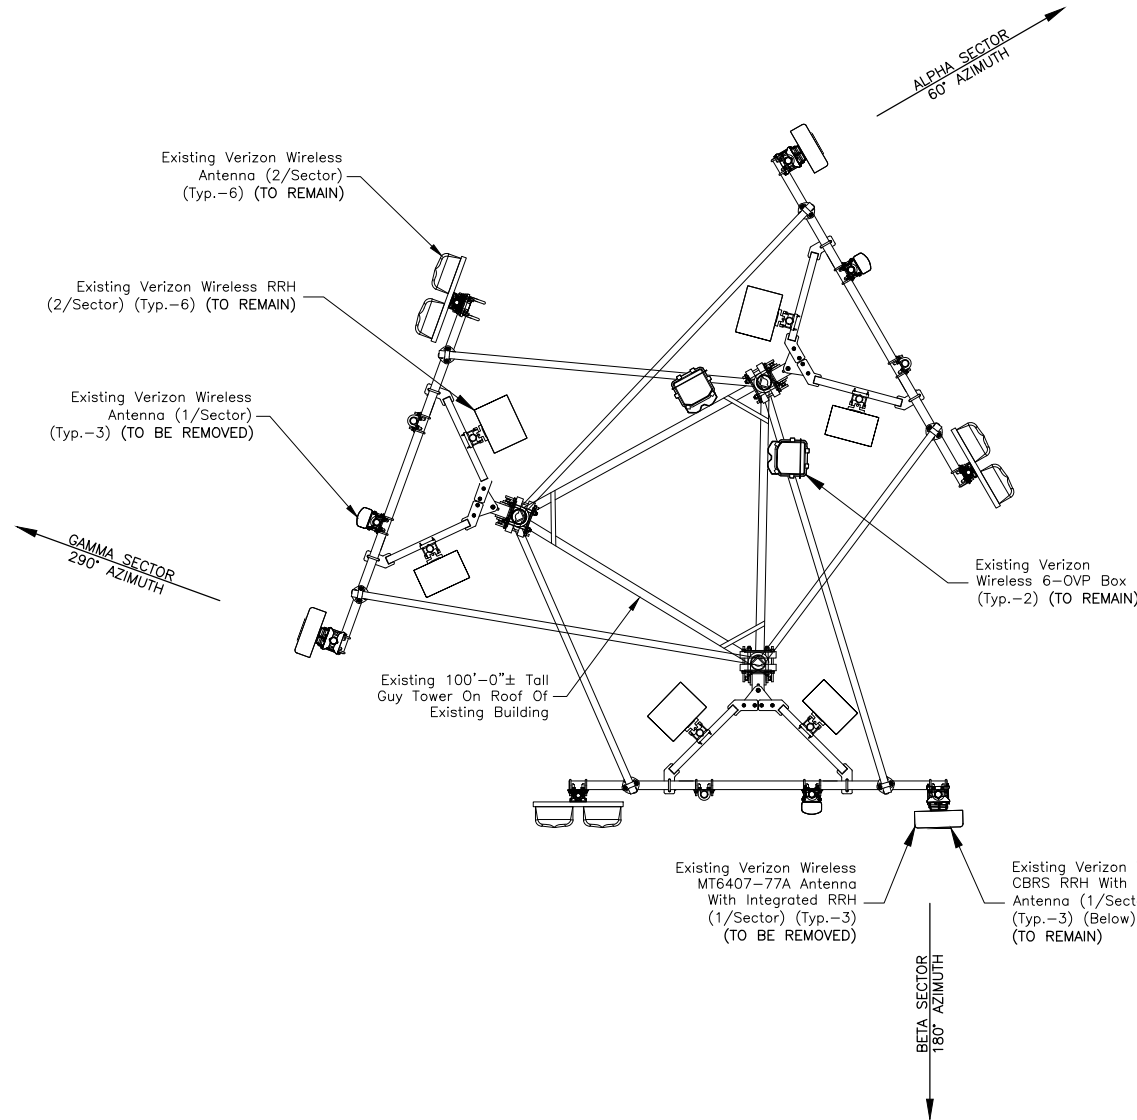 ALPHA SECTOR
60° AZIMUTH
Existing Verizon Wireless
Antenna (2/Sector)
(Typ.-6) (TO REMAIN)
Existing Verizon Wireless RRH
(2/Sector) (Typ.-6) (TO REMAIN)
Existing Verizon Wireless
Antenna (1/Sector)
(Typ.-3) (TO BE REMOVED)
GAMMA SECTOR
290° AZIMUTH
Existing Verizon
Wireless 6-OVP Box
(Typ.-2) (TO REMAIN)
Existing 100'-0"± Tall
Guy Tower On Roof Of
Existing Building
Existing Verizon Wireless
MT6407-77A Antenna
With Integrated RRH
(1/Sector) (Typ.-3)
(TO BE REMOVED)
Existing Verizon
CBRS RRH With
Antenna (1/Sect
(Typ.-3) (Below)
(TO REMAIN)
BETA SECTOR
180° AZIMUTH